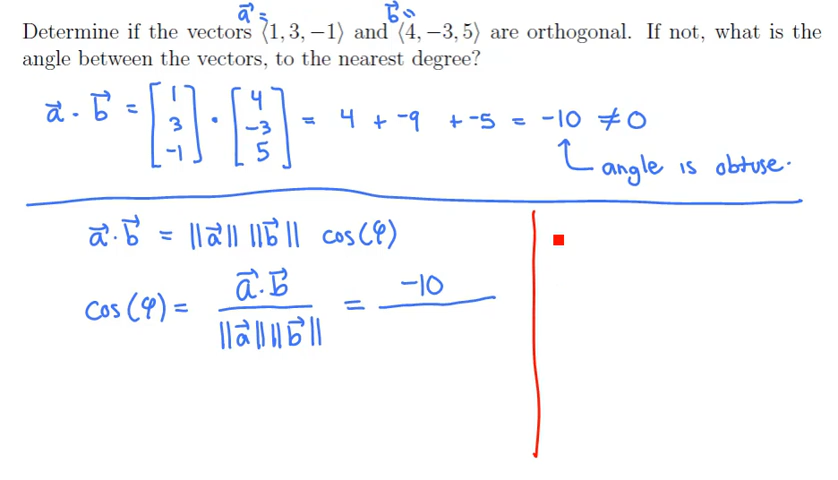 a⃗ = b⃗ =
Determine if the vectors ⟨1, 3, −1⟩ and ⟨4, −3, 5⟩ are orthogonal. If not, what is the
angle between the vectors, to the nearest degree?
a⃗ · b⃗ = [1 3 −1] · [4 −3 5] = 4 + −9 + −5 = −10 ≠ 0
angle is obtuse.
a⃗ · b⃗ = ||a⃗|| ||b⃗|| cos(φ)
cos(φ) = a⃗ · b⃗ / ||a⃗|| ||b⃗|| = −10